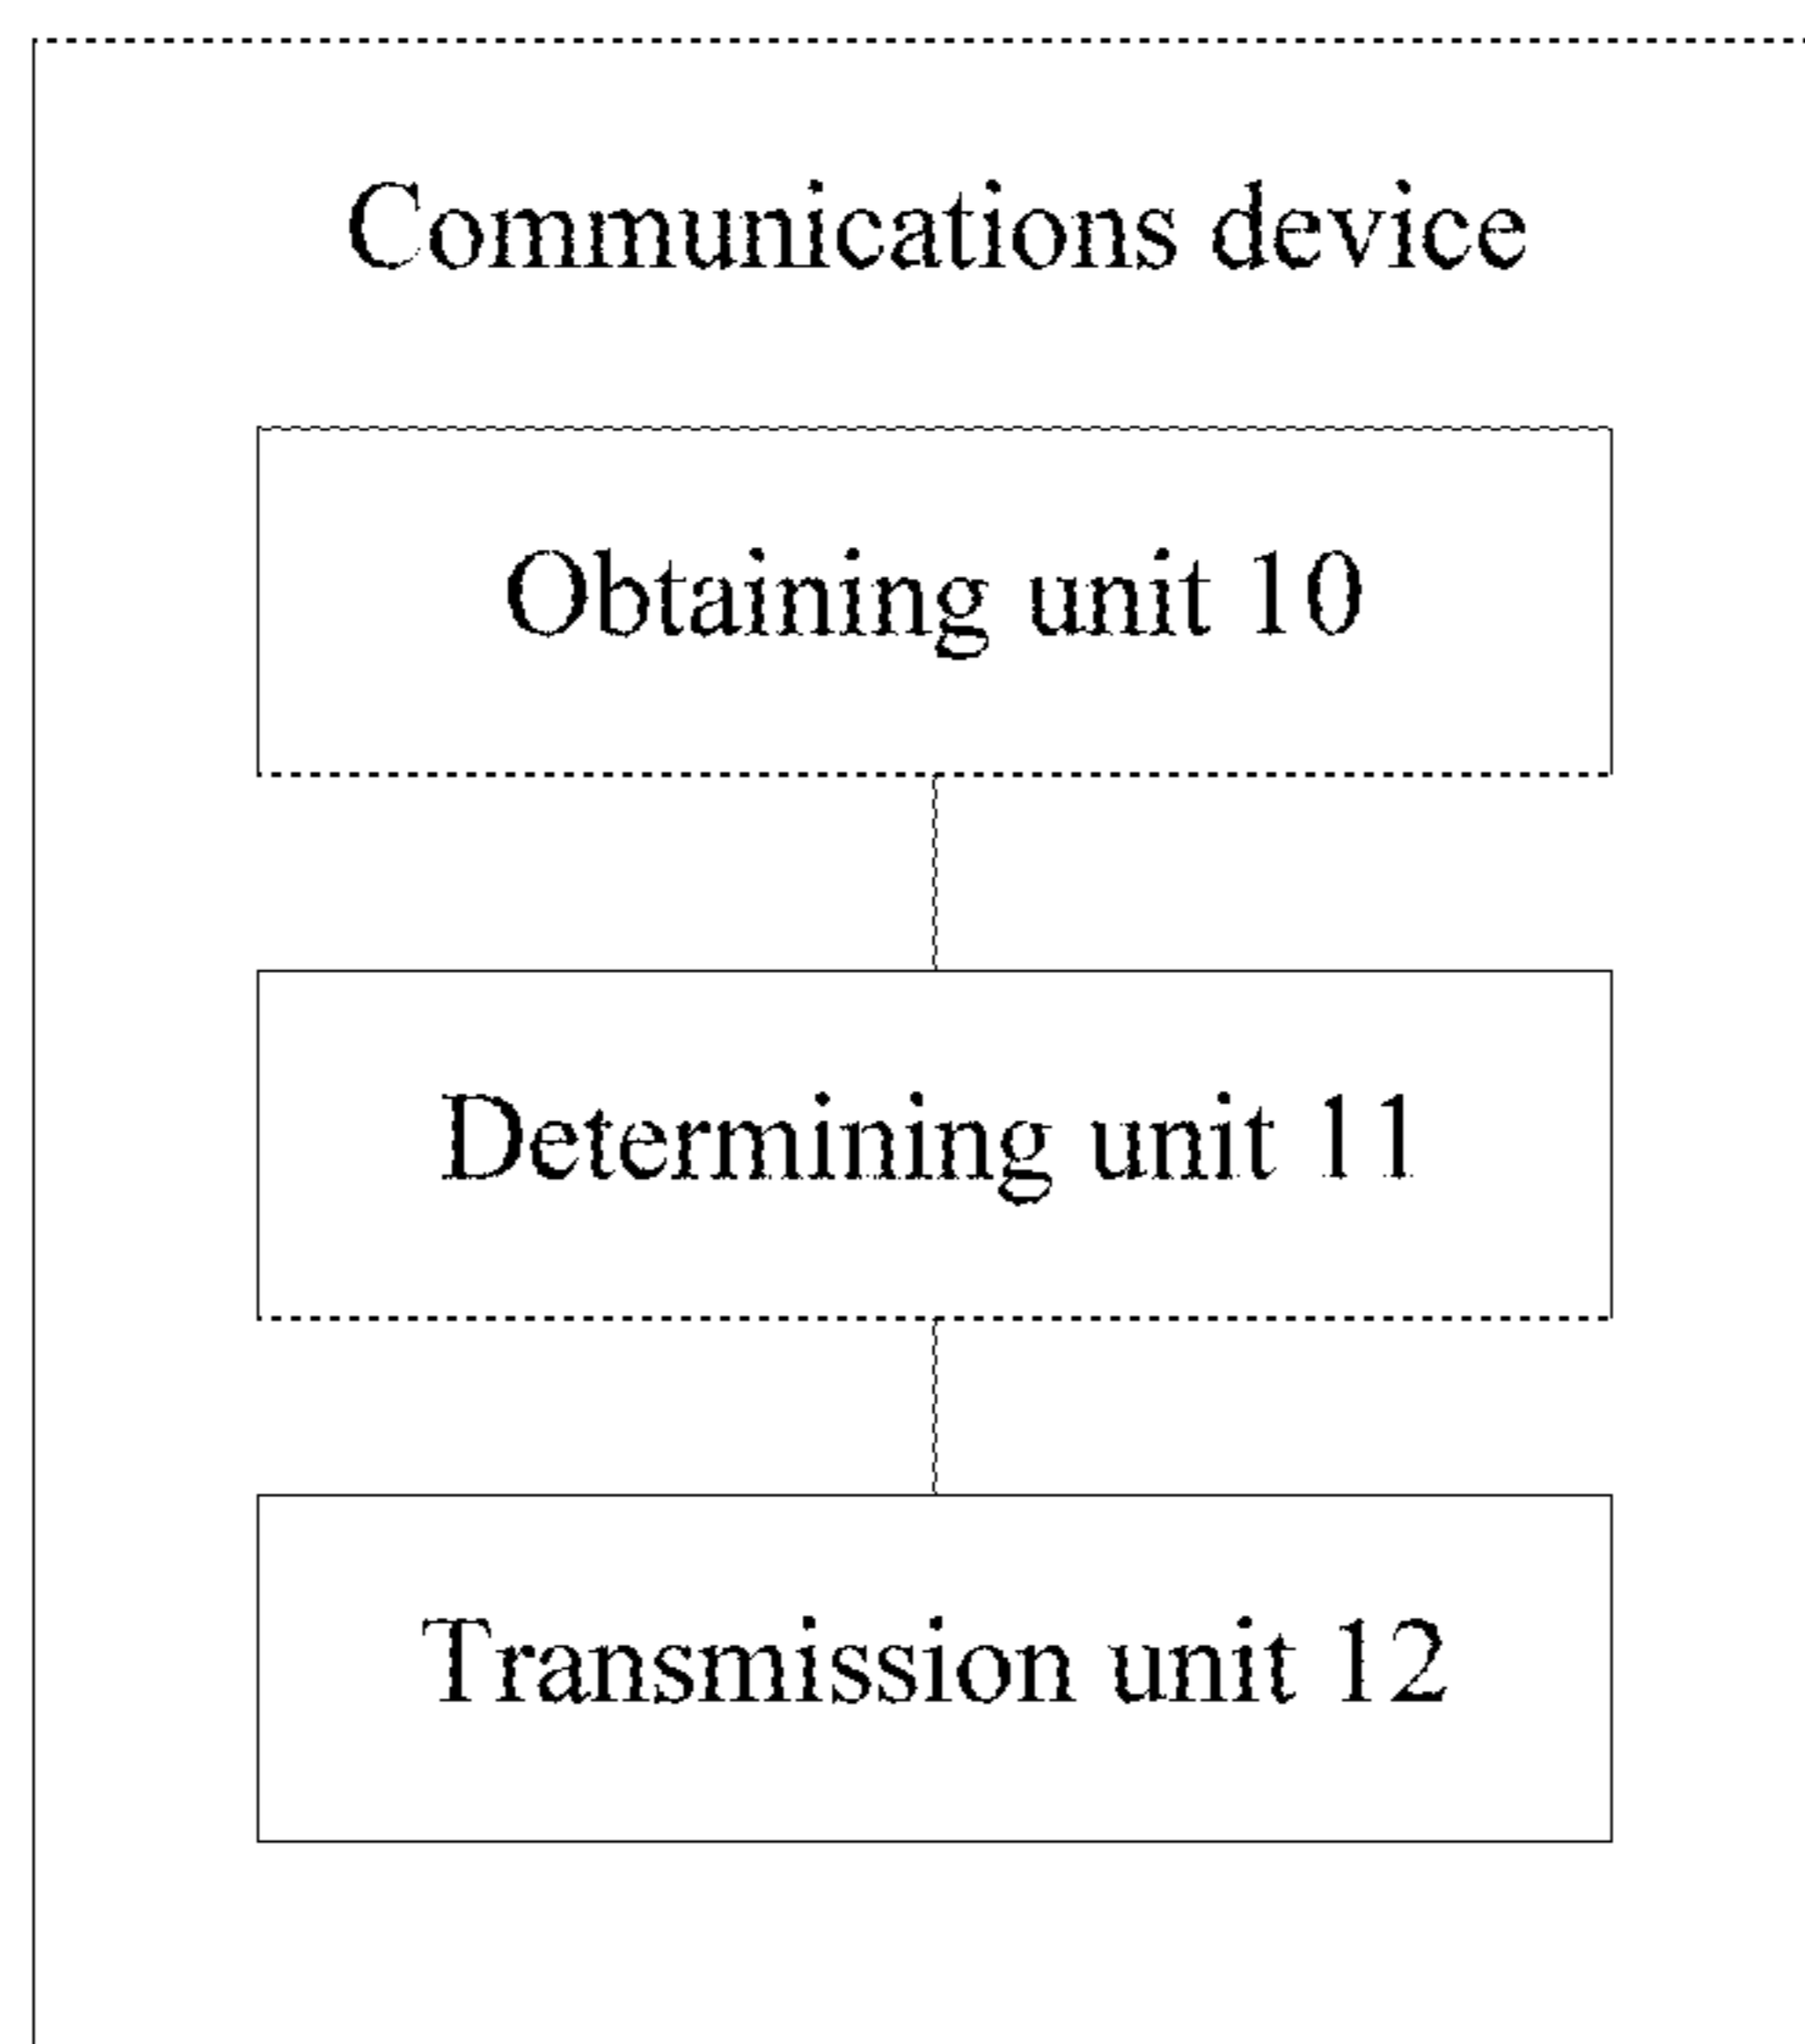 Communications device
Obtaining unit 10
Determining unit 11
Transmission unit 12